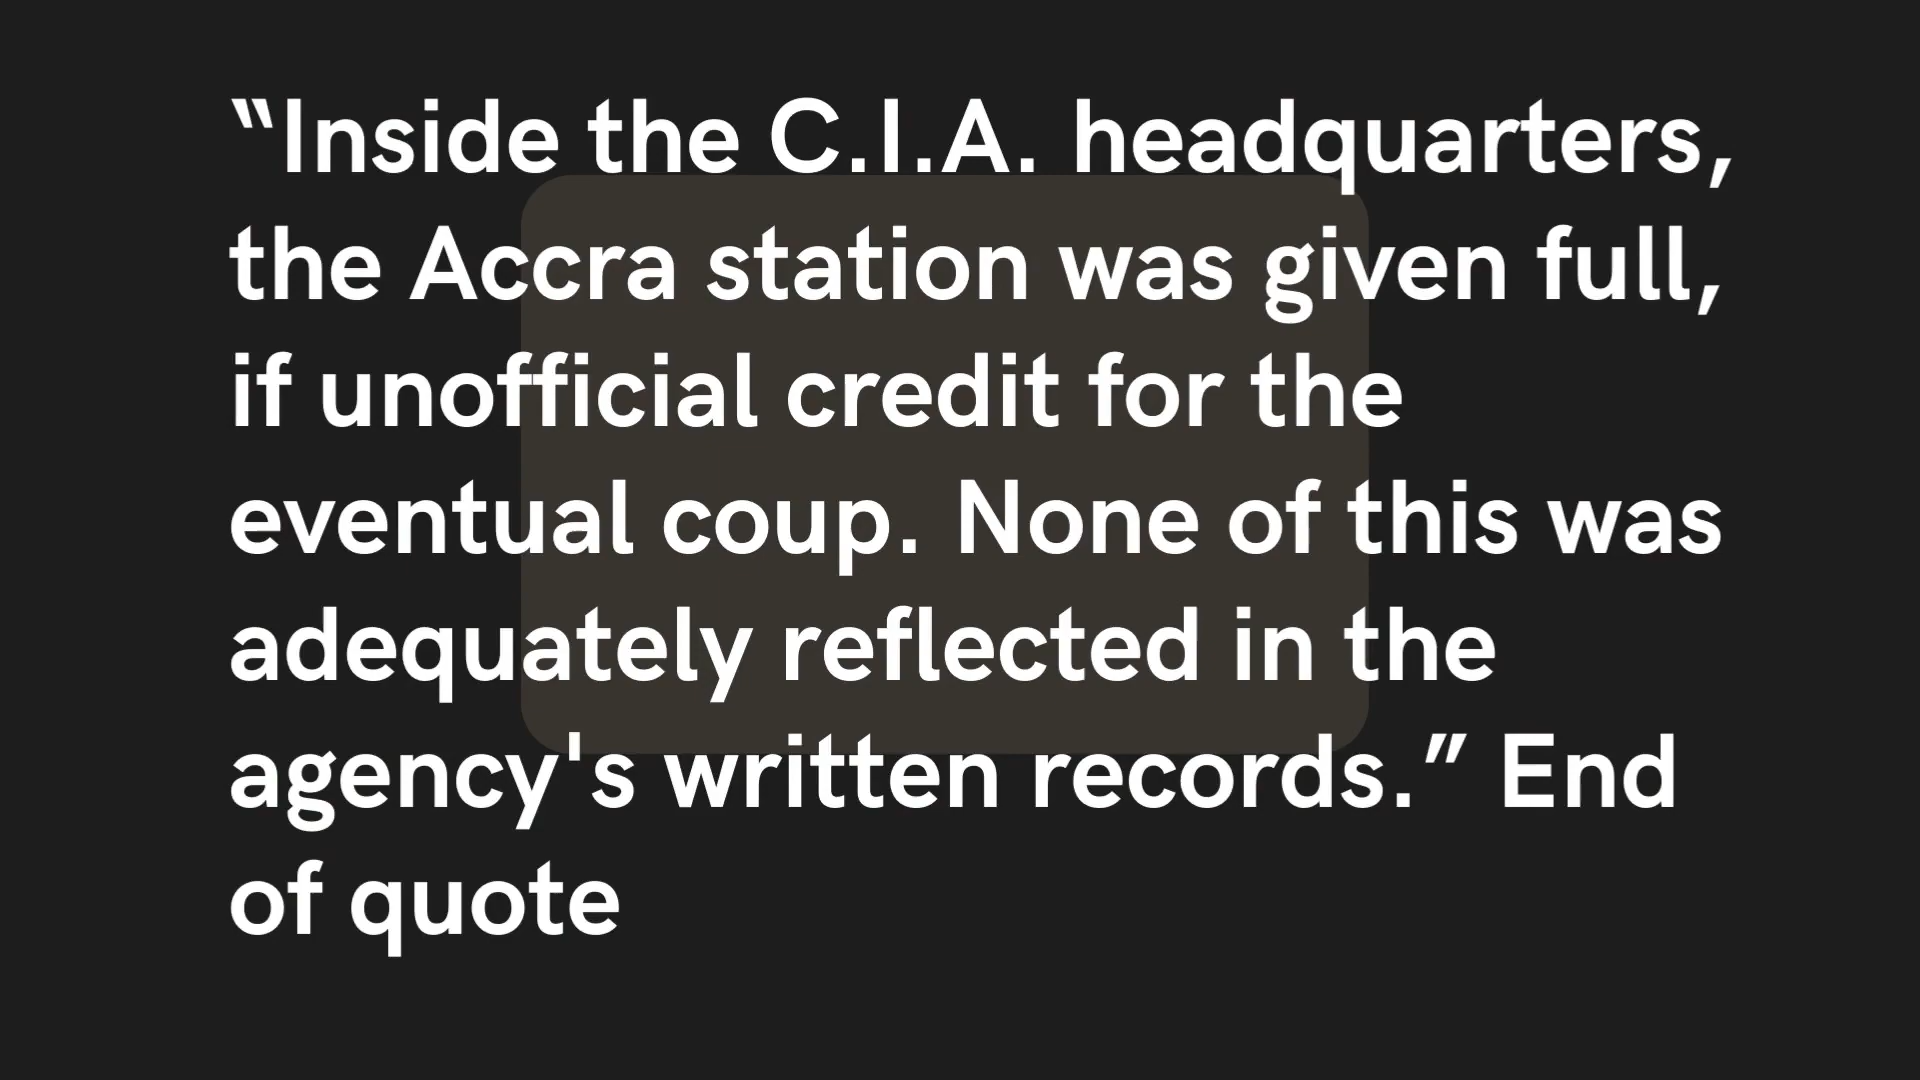 “Inside the C.I.A. headquarters,
the Accra station was given full,
if unofficial credit for the
eventual coup. None of this was
adequately reflected in the
agency's written records.” End
of quote